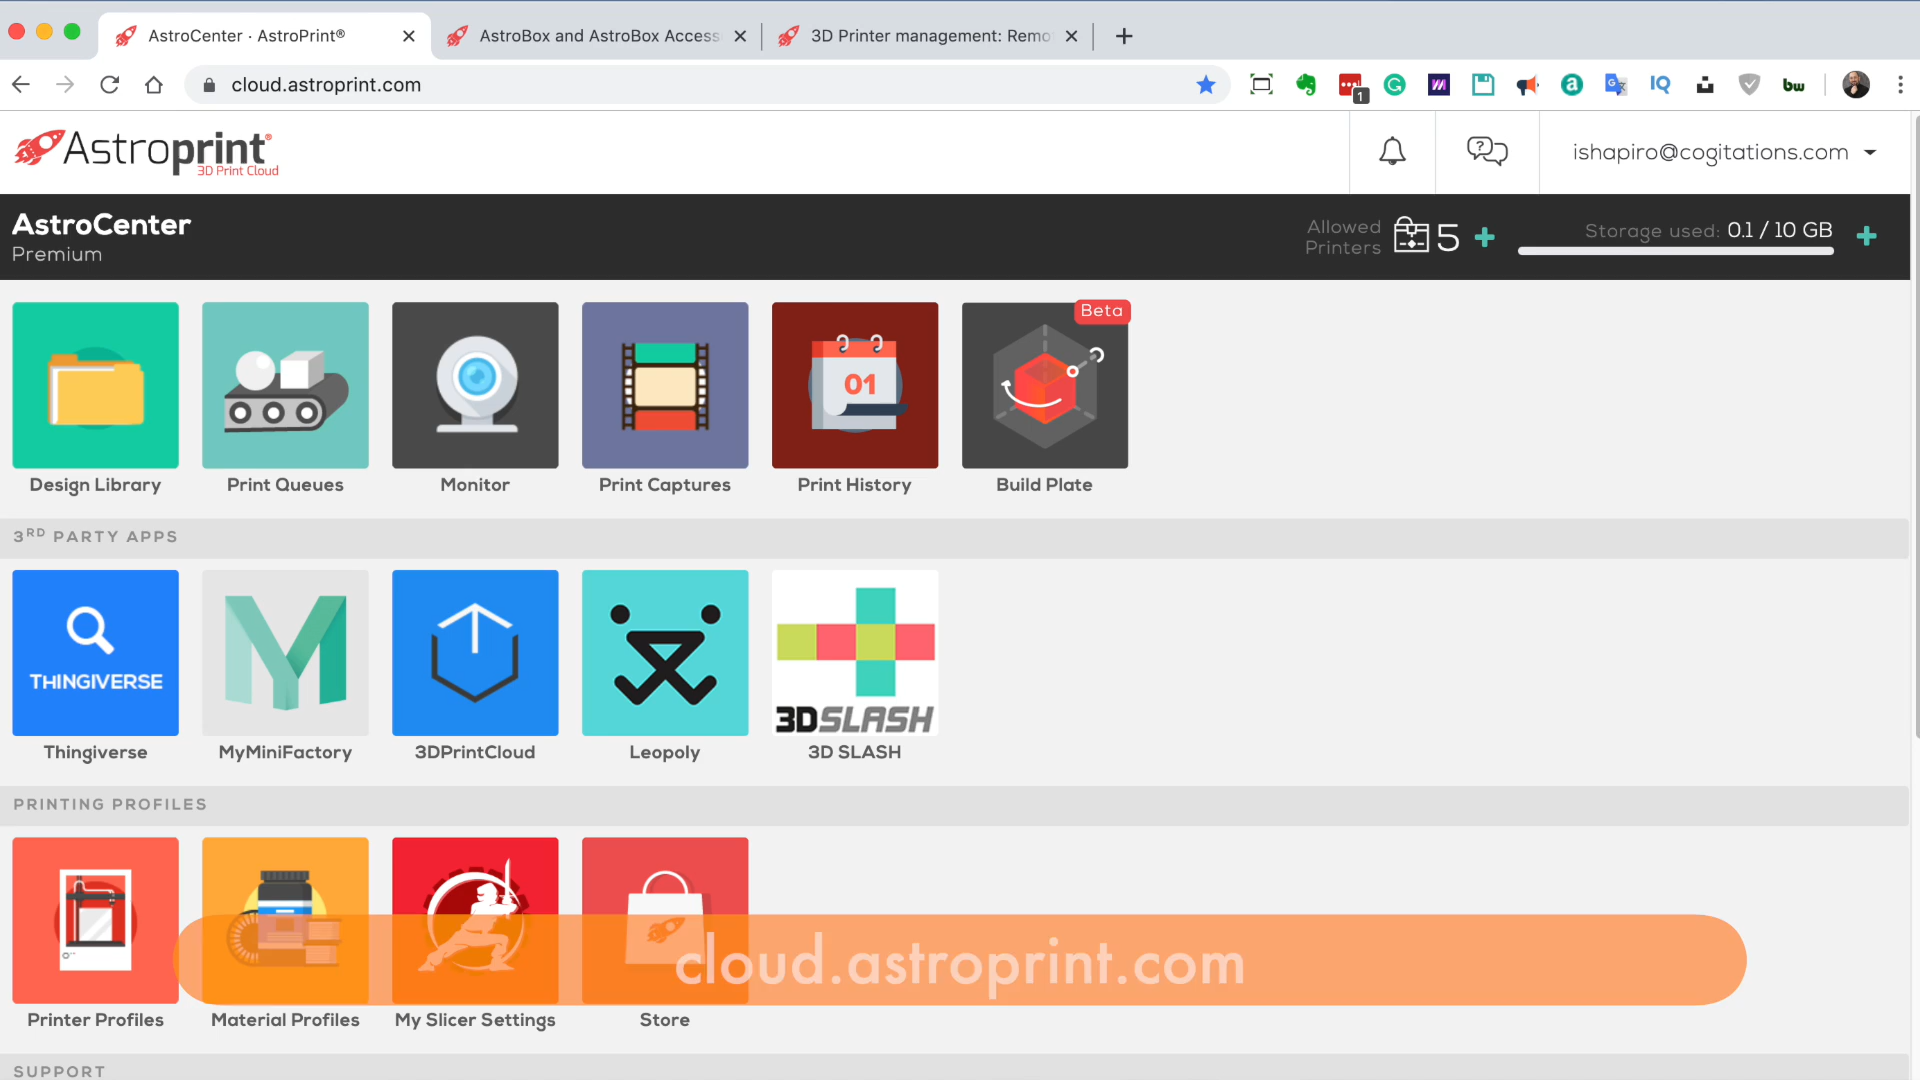 AstroCenter · AstroPrint®
AstroBox and AstroBox Access
3D Printer management: Remo
cloud.astroprint.com
1
IQ
bw
Astroprint®
3D Print Cloud
ishapiro@cogitations.com
AstroCenter
Premium
Allowed
Printers
5
Storage used: 0.1 / 10 GB
Beta
01
Design Library
Print Queues
Monitor
Print Captures
Print History
Build Plate
3RD PARTY APPS
THINGIVERSE
3DSLASH
Thingiverse
MyMiniFactory
3DPrintCloud
Leopoly
3D SLASH
PRINTING PROFILES
cloud.astroprint.com
Printer Profiles
Material Profiles
My Slicer Settings
Store
SUPPORT